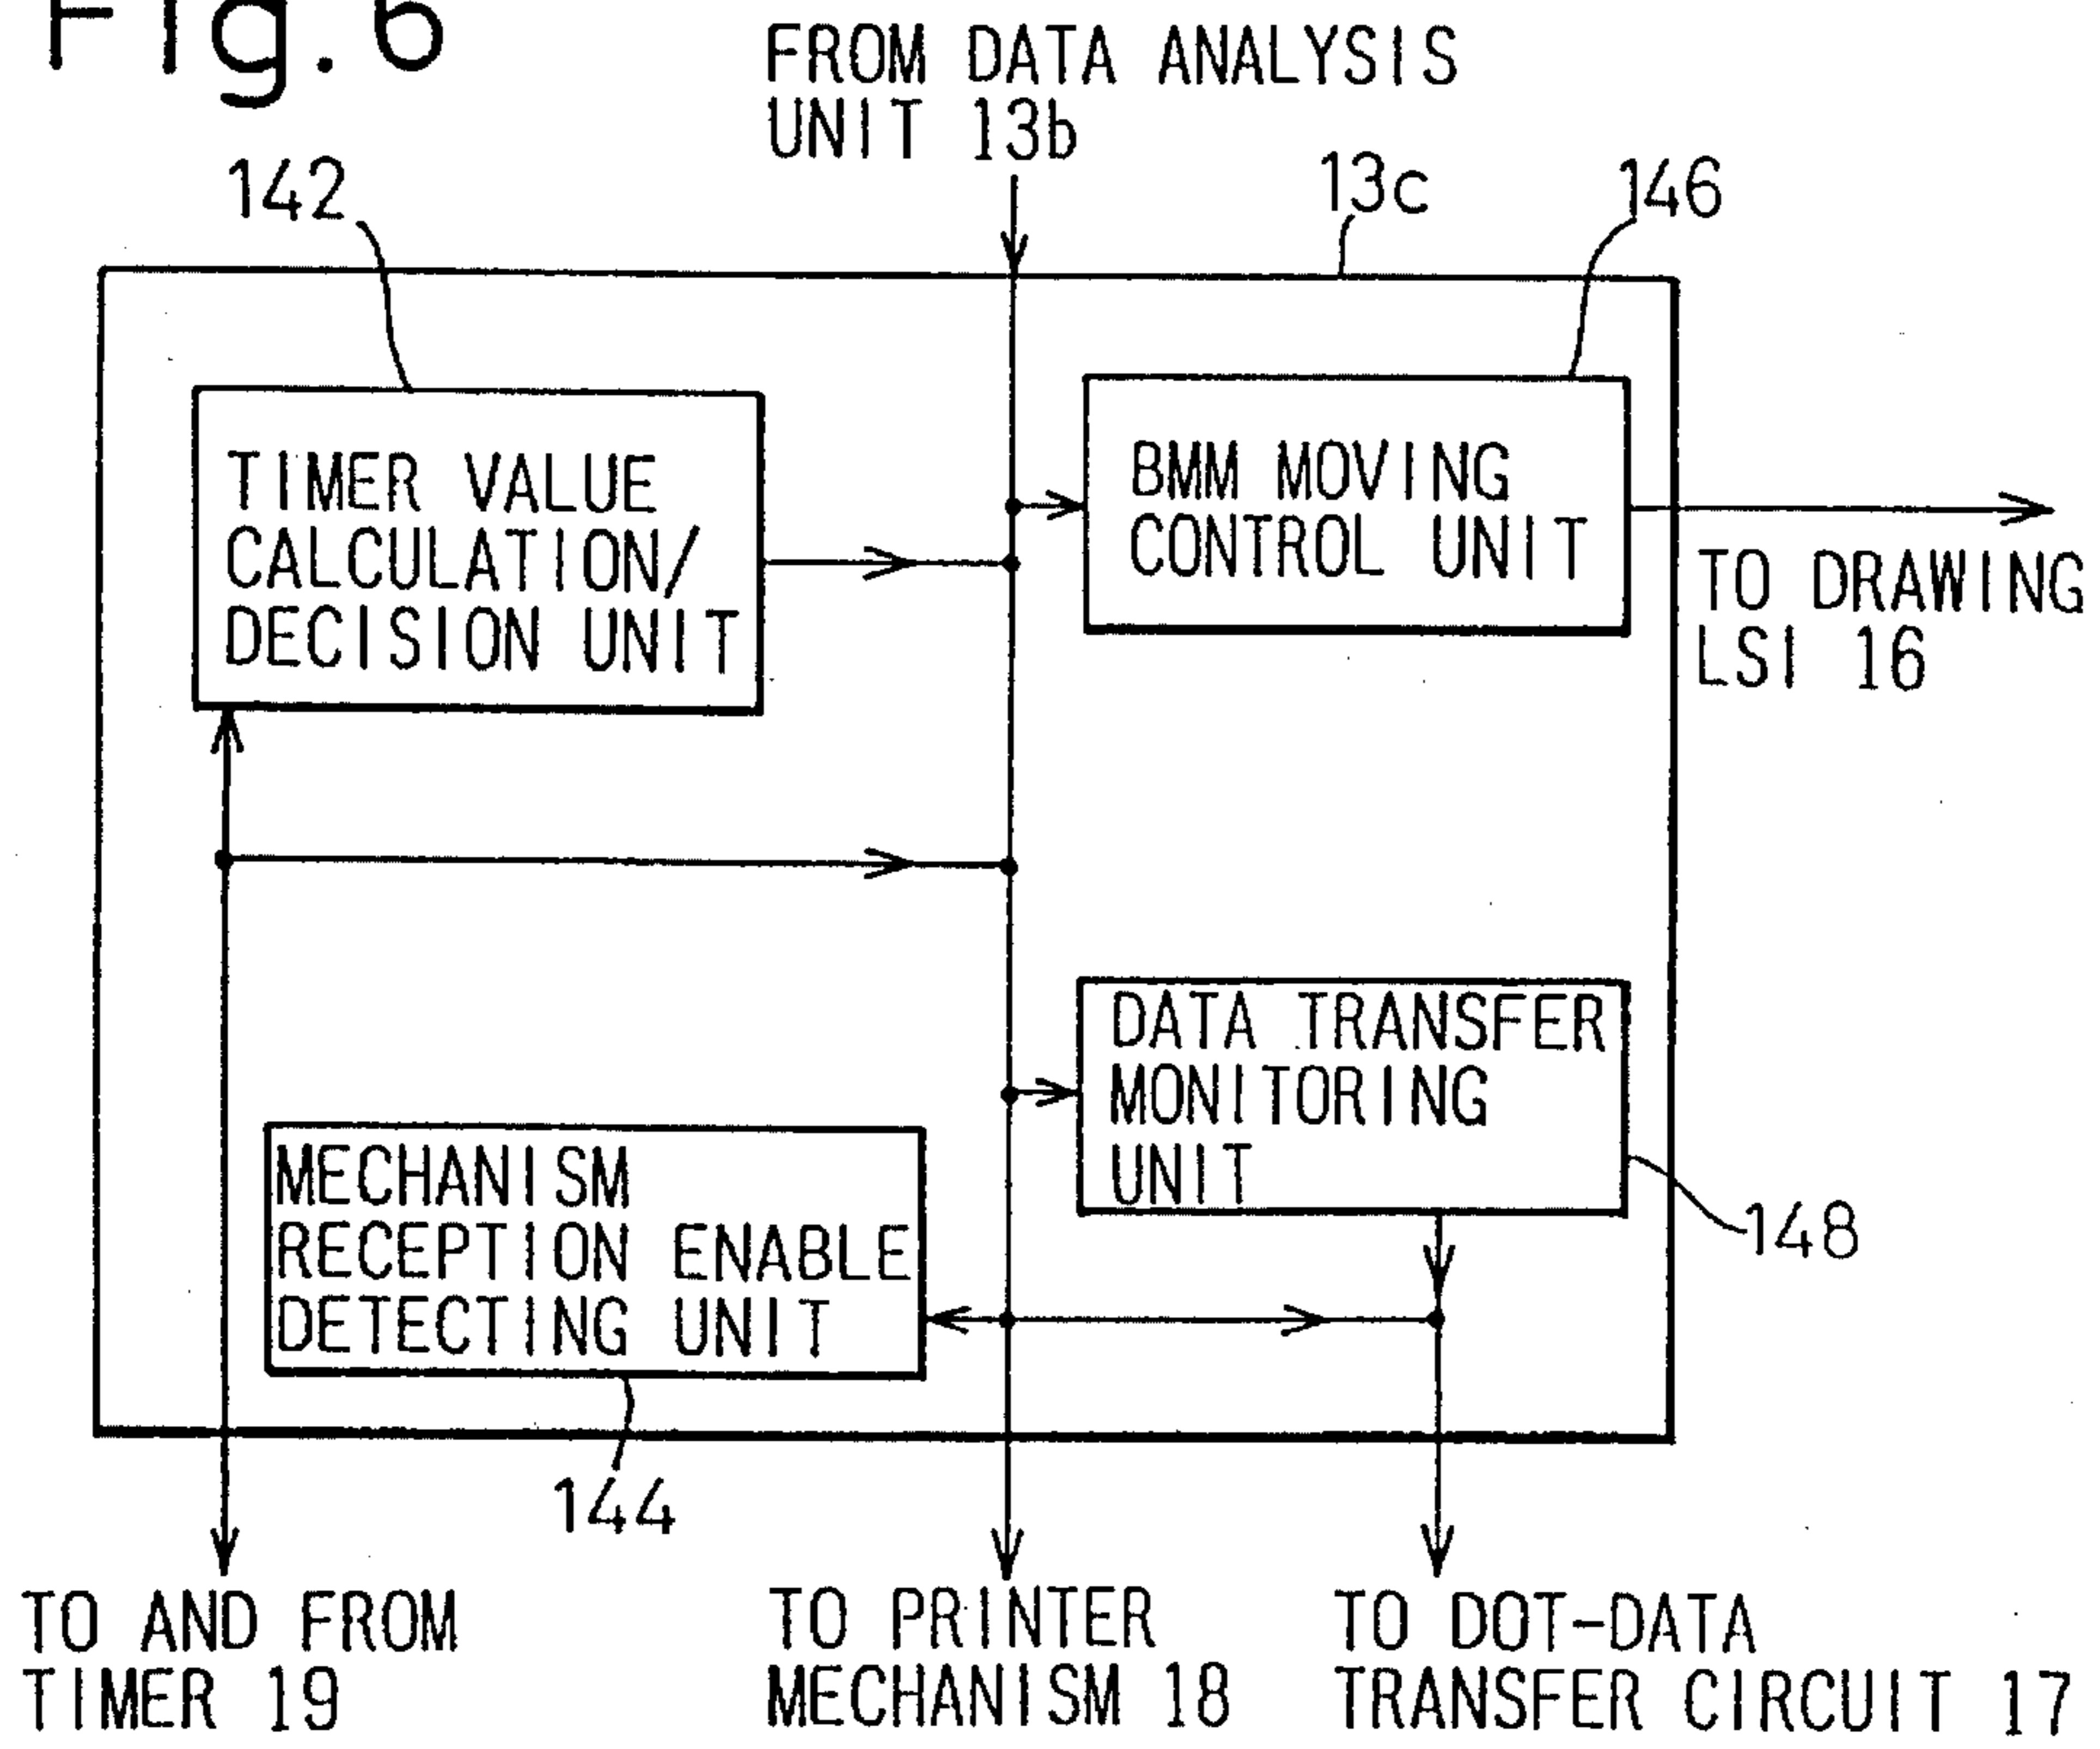 Fig.6
FROM DATA ANALYSIS
UNIT 13b
142
13c
146
TIMER VALUE
CALCULATION/
DECISION UNIT
BMM MOVING
CONTROL UNIT
TO DRAWING
LSI 16
DATA TRANSFER
MONITORING
UNIT
148
MECHANISM
RECEPTION ENABLE
DETECTING UNIT
144
TO AND FROM
TIMER 19
TO PRINTER
MECHANISM 18
TO DOT-DATA
TRANSFER CIRCUIT 17